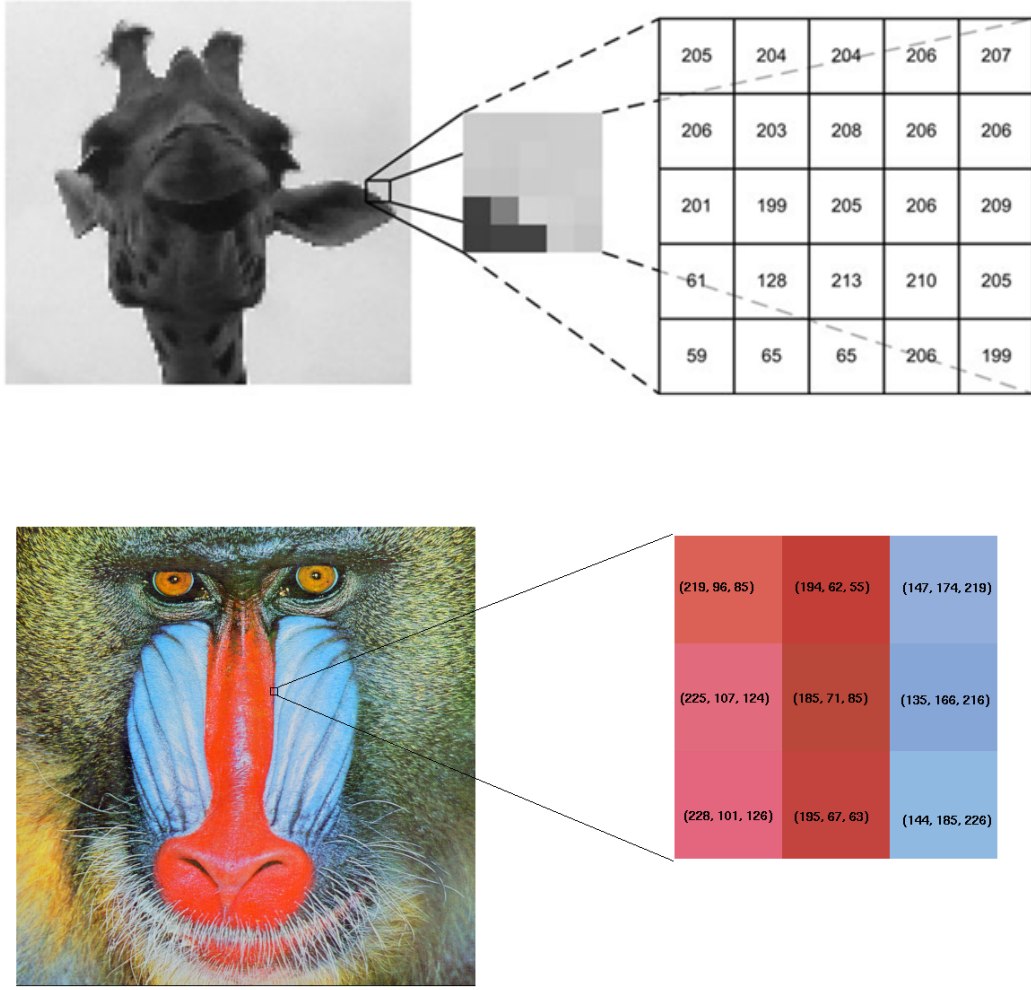 205 204 204 206 207
206 203 208 206 206
201 199 205 206 209
61 128 213 210 205
59 65 65 206 199
(219, 96, 85) (194, 62, 55) (147, 174, 219)
(225, 107, 124) (185, 71, 85) (135, 166, 216)
(228, 101, 126) (195, 67, 63) (144, 185, 226)